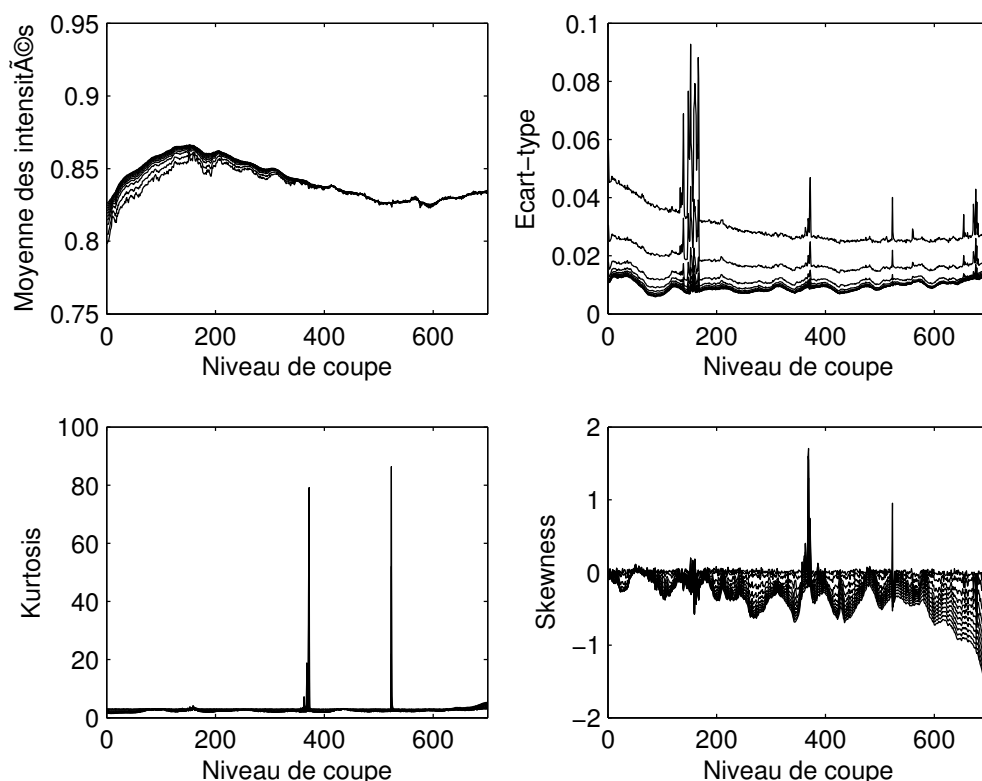 0.95
0.9
0.85
0.8
0.75
0 200 400 600
Niveau de coupe
Moyenne des intensitÃ©s
0.1
0.08
0.06
0.04
0.02
0
0 200 400 600
Niveau de coupe
Ecart−type
100
80
60
40
20
0
0 200 400 600
Niveau de coupe
Kurtosis
2
1
0
−1
−2
0 200 400 600
Niveau de coupe
Skewness